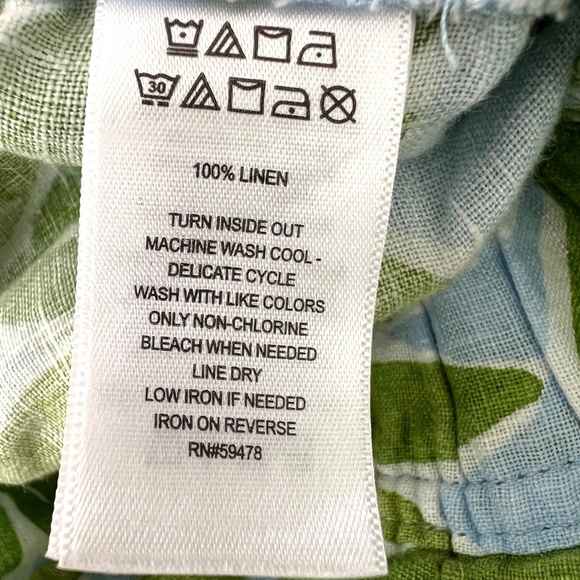 30
100% LINEN
TURN INSIDE OUT
MACHINE WASH COOL -
DELICATE CYCLE
WASH WITH LIKE COLORS
ONLY NON-CHLORINE
BLEACH WHEN NEEDED
LINE DRY
LOW IRON IF NEEDED
IRON ON REVERSE
RN#59478